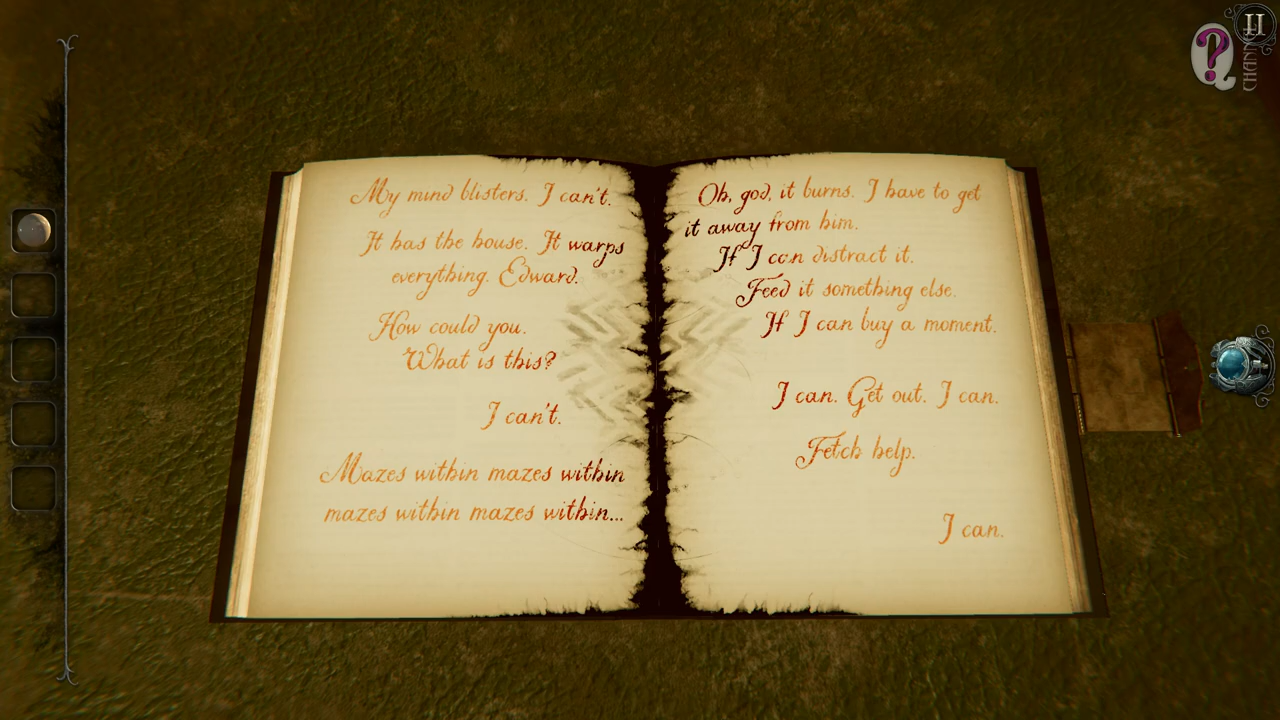 My mind blisters. I can't.
It has the house. It warps
everything. Edward.
How could you.
What is this?
I can't.
Mazes within mazes within
mazes within mazes within...
Oh, god, it burns. I have to get
it away from him.
If I can distract it.
Feed it something else.
If I can buy a moment.
I can. Get out. I can.
Fetch help.
I can.
II
?
CHANNEL